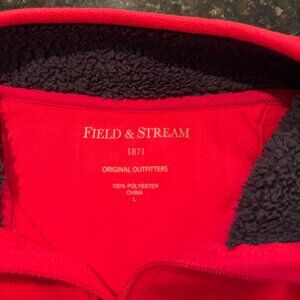 FIELD & STREAM
1871
ORIGINAL OUTFITTERS
100% POLYESTER
CHINA
L